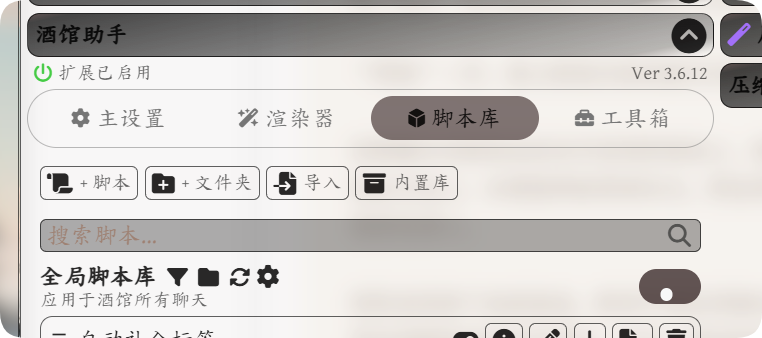 酒馆助手
扩展已启用 Ver 3.6.12
主设置 渲染器 脚本库 工具箱
+ 脚本 + 文件夹 导入 内置库
搜索脚本...
全局脚本库
应用于酒馆所有聊天
压缩